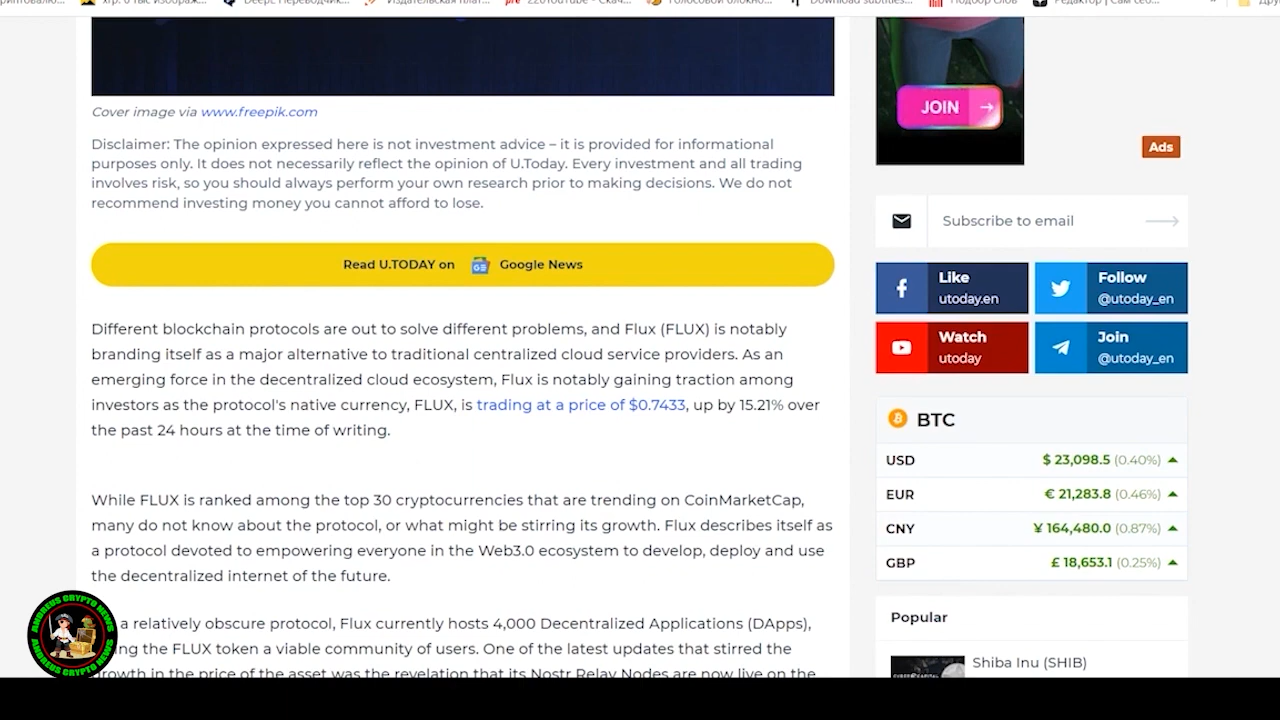 Cover image via www.freepik.com
Disclaimer: The opinion expressed here is not investment advice – it is provided for informational
purposes only. It does not necessarily reflect the opinion of U.Today. Every investment and all trading
involves risk, so you should always perform your own research prior to making decisions. We do not
recommend investing money you cannot afford to lose.
Read U.TODAY on Google News
Different blockchain protocols are out to solve different problems, and Flux (FLUX) is notably
branding itself as a major alternative to traditional centralized cloud service providers. As an
emerging force in the decentralized cloud ecosystem, Flux is notably gaining traction among
investors as the protocol's native currency, FLUX, is trading at a price of $0.7433, up by 15.21% over
the past 24 hours at the time of writing.
While FLUX is ranked among the top 30 cryptocurrencies that are trending on CoinMarketCap,
many do not know about the protocol, or what might be stirring its growth. Flux describes itself as
a protocol devoted to empowering everyone in the Web3.0 ecosystem to develop, deploy and use
the decentralized internet of the future.
a relatively obscure protocol, Flux currently hosts 4,000 Decentralized Applications (DApps),
the FLUX token a viable community of users. One of the latest updates that stirred the
growth in the price of the asset was the revelation that its Nostr Relay Nodes are now live on the
ANDREUS CRYPTO NEWS
ANDREUS CRYPTO NEWS
JOIN
Ads
Subscribe to email
Like
utoday.en
Follow
@utoday_en
Watch
utoday
Join
@utoday_en
BTC
USD $ 23,098.5 (0.40%)
EUR € 21,283.8 (0.46%)
CNY ¥ 164,480.0 (0.87%)
GBP £ 18,653.1 (0.25%)
Popular
Shiba Inu (SHIB)